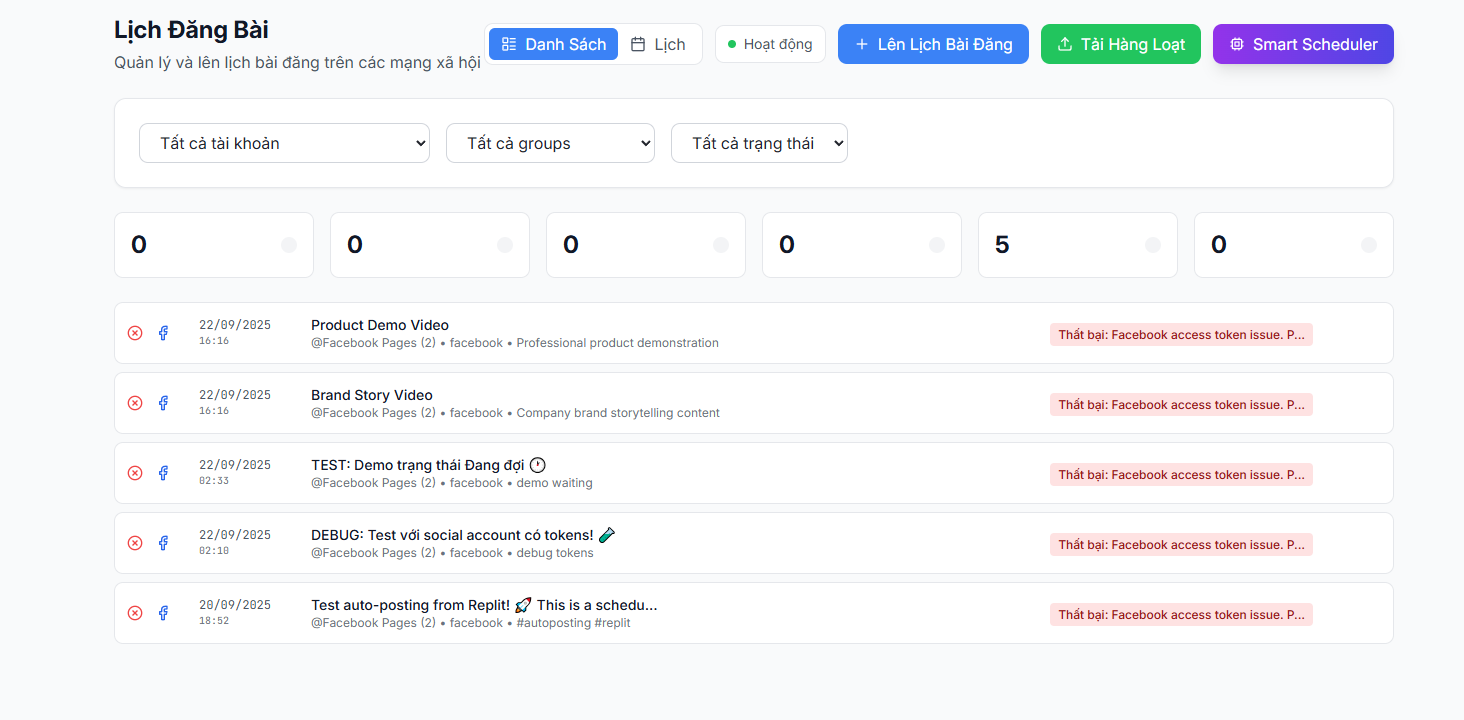 Lịch Đăng Bài
Quản lý và lên lịch bài đăng trên các mạng xã hội
Danh Sách
Lịch
Hoạt động
+ Lên Lịch Bài Đăng
Tải Hàng Loạt
Smart Scheduler
Tất cả tài khoản
Tất cả groups
Tất cả trạng thái
0
0
0
0
5
0
22/09/2025
16:16
Product Demo Video
@Facebook Pages (2) • facebook • Professional product demonstration
Thất bại: Facebook access token issue. P...
22/09/2025
16:16
Brand Story Video
@Facebook Pages (2) • facebook • Company brand storytelling content
Thất bại: Facebook access token issue. P...
22/09/2025
02:33
TEST: Demo trạng thái Đang đợi 🕐
@Facebook Pages (2) • facebook • demo waiting
Thất bại: Facebook access token issue. P...
22/09/2025
02:10
DEBUG: Test với social account có tokens! 🧪
@Facebook Pages (2) • facebook • debug tokens
Thất bại: Facebook access token issue. P...
20/09/2025
18:52
Test auto-posting from Replit! 🚀 This is a schedu...
@Facebook Pages (2) • facebook • #autoposting #replit
Thất bại: Facebook access token issue. P...